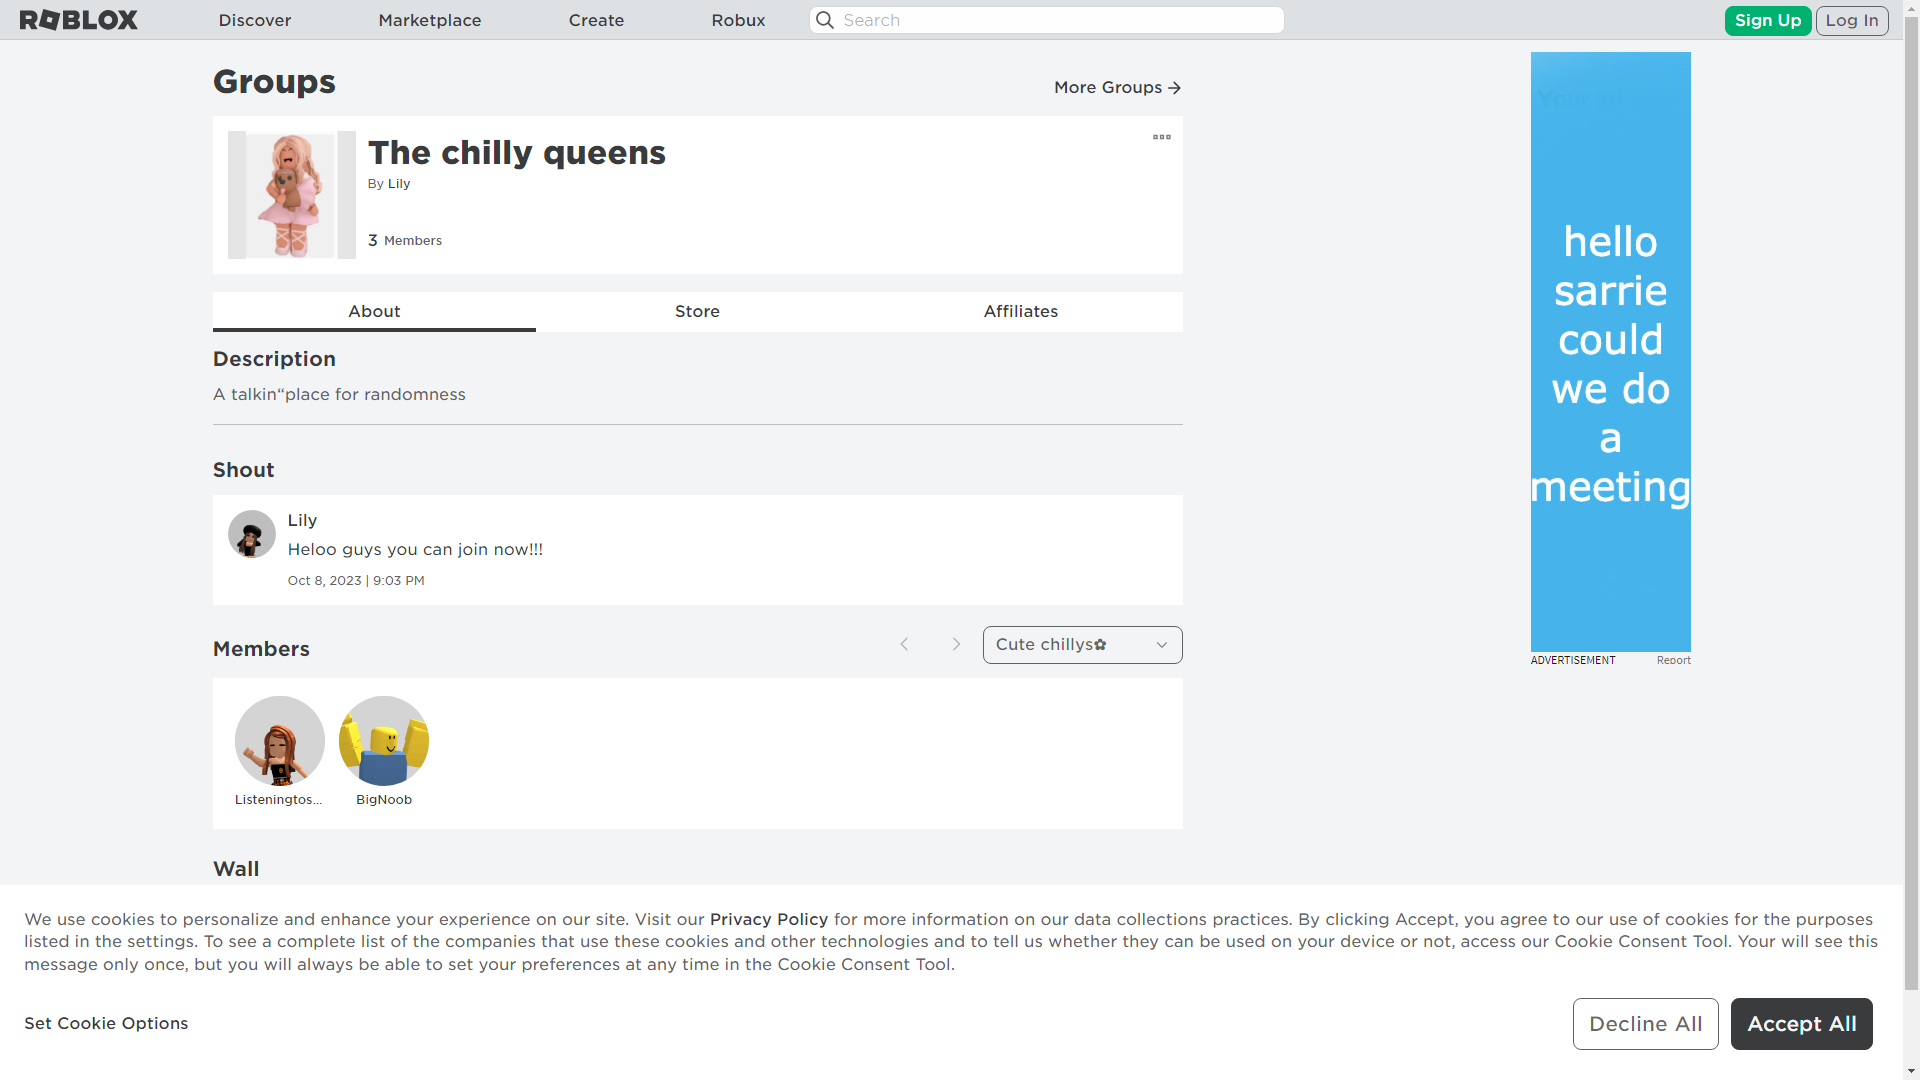 ROBLOX
Discover
Marketplace
Create
Robux
Search
Sign Up
Log In
Groups
More Groups
The chilly queens
By Lily
3 Members
About
Store
Affiliates
Description
A talkin“place for randomness
Shout
Lily
Heloo guys you can join now!!!
Oct 8, 2023 | 9:03 PM
Members
Cute chillys✿
Listeningtos...
BigNoob
Wall
hello
sarrie
could
we do
a
meeting
ADVERTISEMENT
Report
We use cookies to personalize and enhance your experience on our site. Visit our Privacy Policy for more information on our data collections practices. By clicking Accept, you agree to our use of cookies for the purposes
listed in the settings. To see a complete list of the companies that use these cookies and other technologies and to tell us whether they can be used on your device or not, access our Cookie Consent Tool. Your will see this
message only once, but you will always be able to set your preferences at any time in the Cookie Consent Tool.
Set Cookie Options
Decline All
Accept All